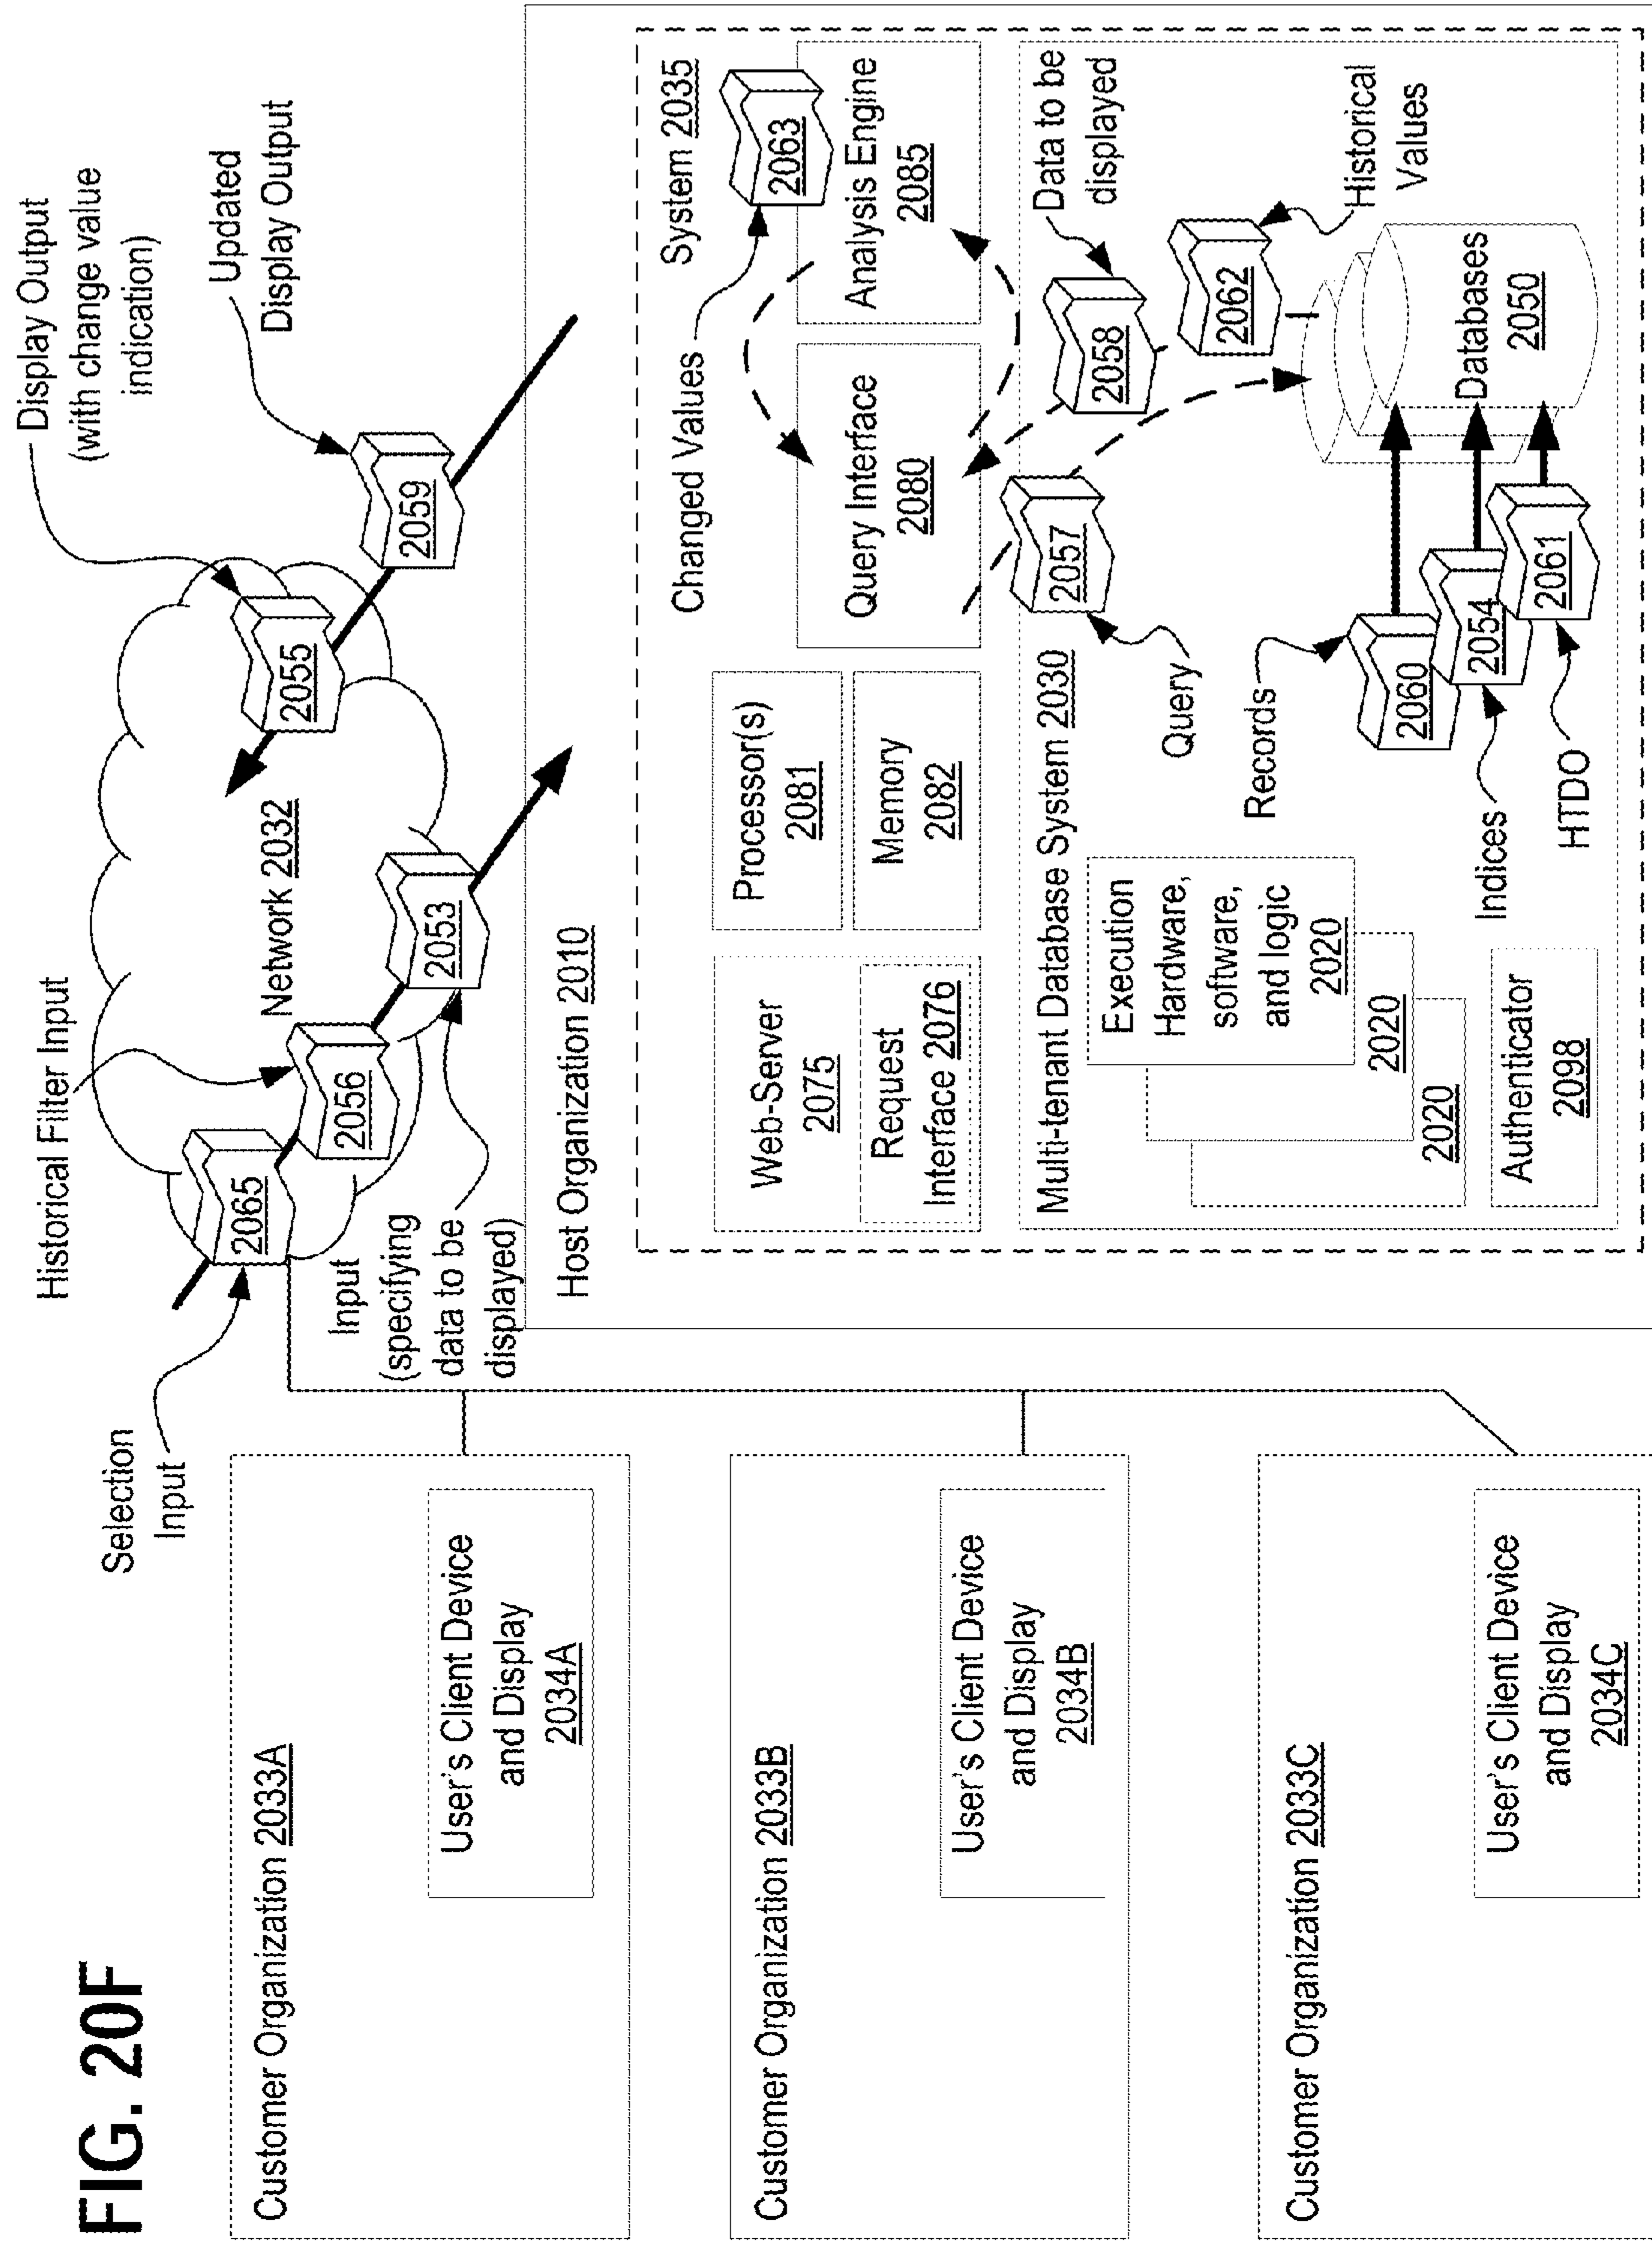 FIG. 20F
Customer Organization 2033A
User's Client Device
and Display
2034A
Customer Organization 2033B
User's Client Device
and Display
2034B
Customer Organization 2033C
User's Client Device
and Display
2034C
Selection
Input
2065
Historical Filter Input
2056
Input
(specifying
data to be
displayed)
2053
Network 2032
2055
Display Output
(with change value
indication)
2059
Updated
Display Output
Host Organization 2010
System 2035
Web-Server
2075
Request
Interface 2076
Processor(s)
2081
Memory
2082
Changed Values
2063
Query Interface
2080
Analysis Engine
2085
Multi-tenant Database System 2030
Execution
Hardware,
software,
and logic
2020
2020
2020
Authenticator
2098
Query
2057
2058
Data to be
displayed
2062
Historical
Values
Records
2060
Indices
2054
HTDO
2061
Databases
2050